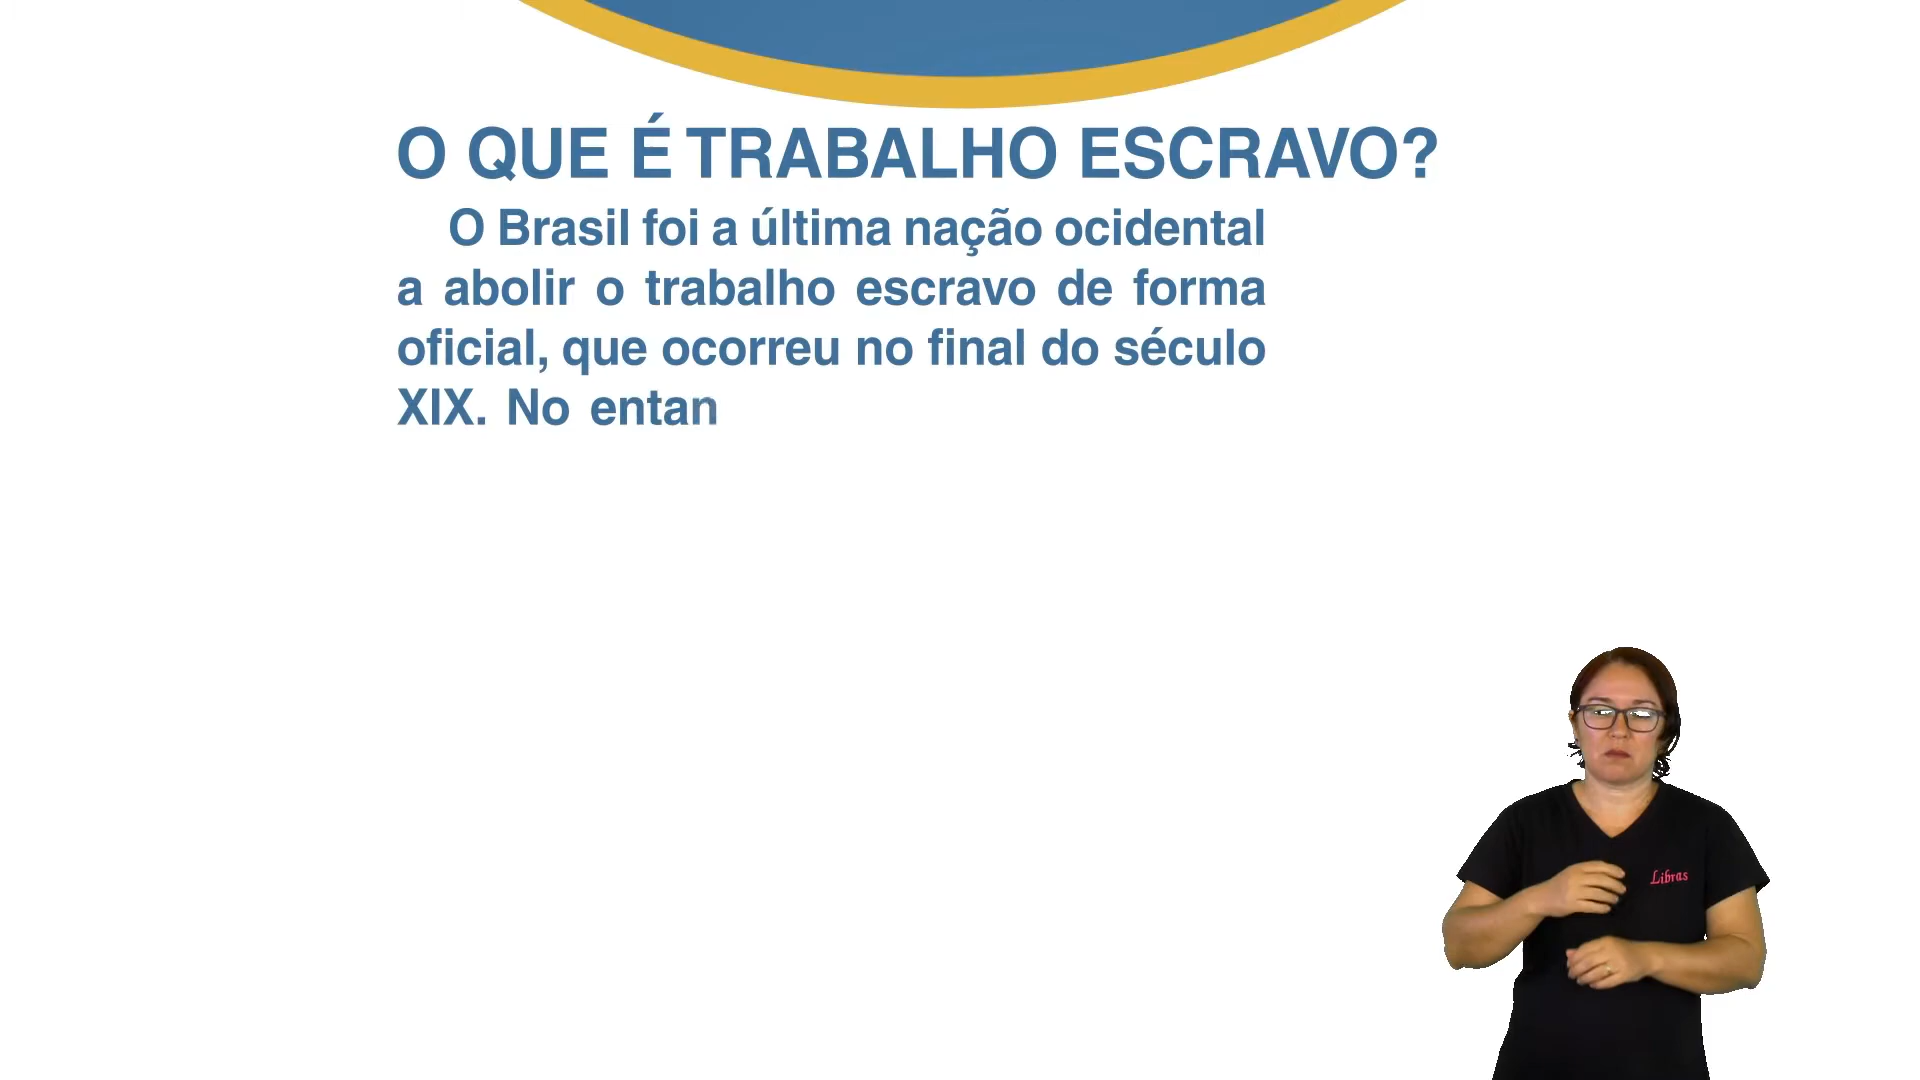 O QUE É TRABALHO ESCRAVO?
O Brasil foi a última nação ocidental
a abolir o trabalho escravo de forma
oficial, que ocorreu no final do século
XIX. No entan
Libras